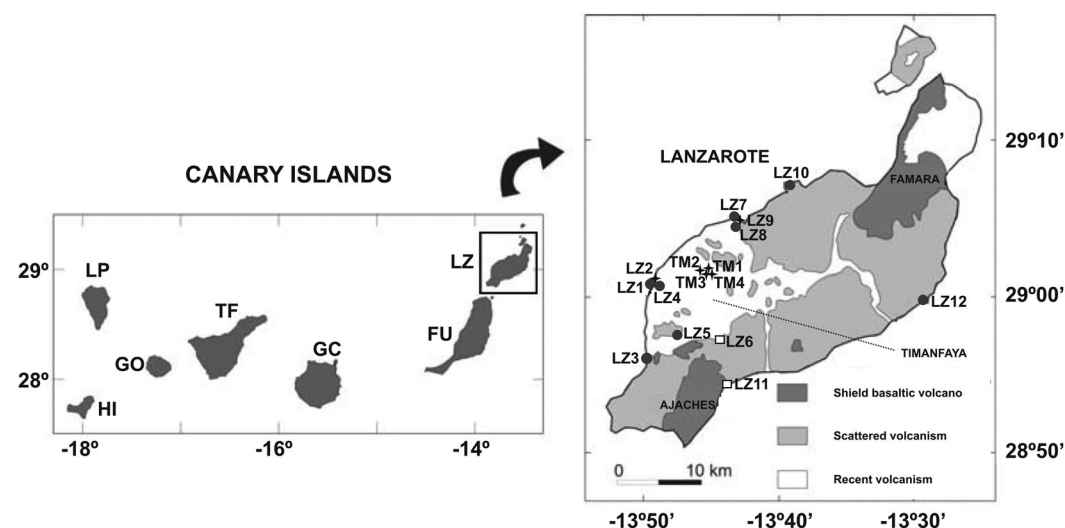 CANARY ISLANDS
29º
28º
-18º
-16º
-14º
LP
TF
GO
HI
GC
FU
LZ
LANZAROTE
LZ10
LZ7
LZ9
LZ8
FAMARA
TM2
TM1
TM3
TM4
LZ2
LZ1
LZ4
LZ12
LZ5
LZ6
TIMANFAYA
LZ3
LZ11
AJACHES
Shield basaltic volcano
Scattered volcanism
Recent volcanism
0 10 km
29º10’
29º00’
28º50’
-13º50’
-13º40’
-13º30’